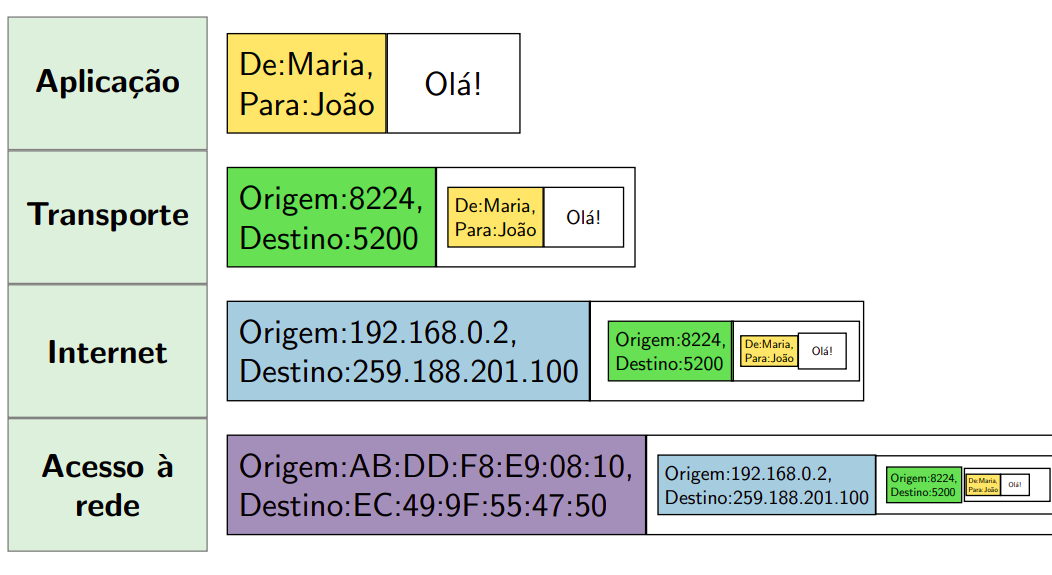 Aplicação
De:Maria,
Para:João
Olá!
Transporte
Origem:8224,
Destino:5200
De:Maria,
Para:João
Olá!
Internet
Origem:192.168.0.2,
Destino:259.188.201.100
Origem:8224,
Destino:5200
De:Maria,
Para:João
Olá!
Acesso à
rede
Origem:AB:DD:F8:E9:08:10,
Destino:EC:49:9F:55:47:50
Origem:192.168.0.2,
Destino:259.188.201.100
Origem:8224,
Destino:5200
De:Maria,
Para:João
Olá!